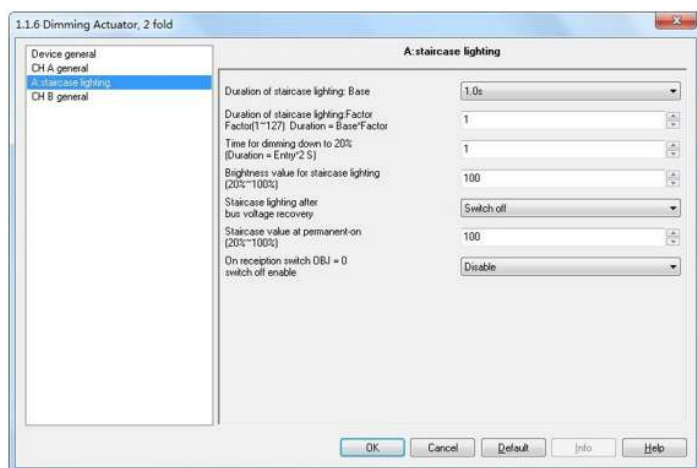 1.1.6 Dimming Actuator, 2 fold
Device general
CH A general
A:staircase lighting
CH B general
A:staircase lighting
Duration of staircase lighting: Base
1.0s
Duration of staircase lighting:Factor
Factor(1~127) Duration = Base*Factor
1
Time for dimming down to 20%
(Duration = Entry*2 S)
1
Brightness value for staircase lighting
(20%~100%)
100
Staircase lighting after
bus voltage recovery
Switch off
Staircase value at permanent-on
(20%~100%)
100
On receiption switch OBJ = 0
switch off enable
Disable
OK
Cancel
Default
Info
Help